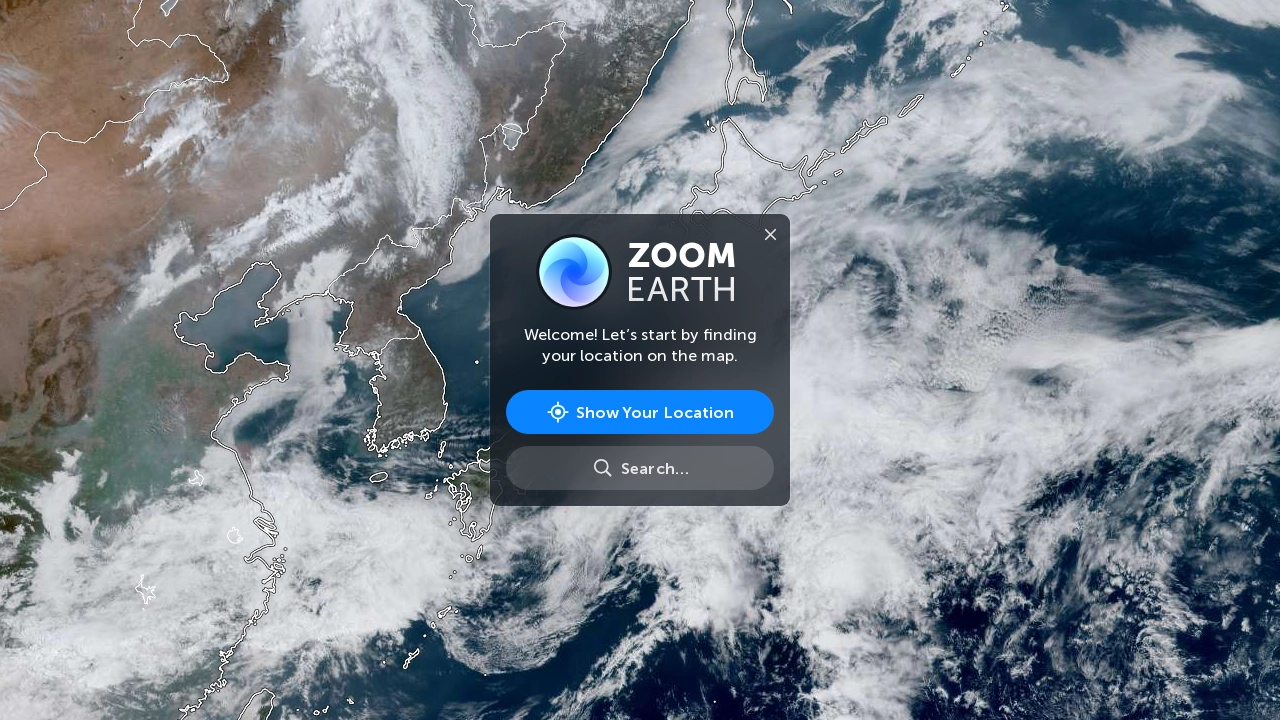 ZOOM
EARTH
Welcome! Let’s start by finding
your location on the map.
Show Your Location
Search...